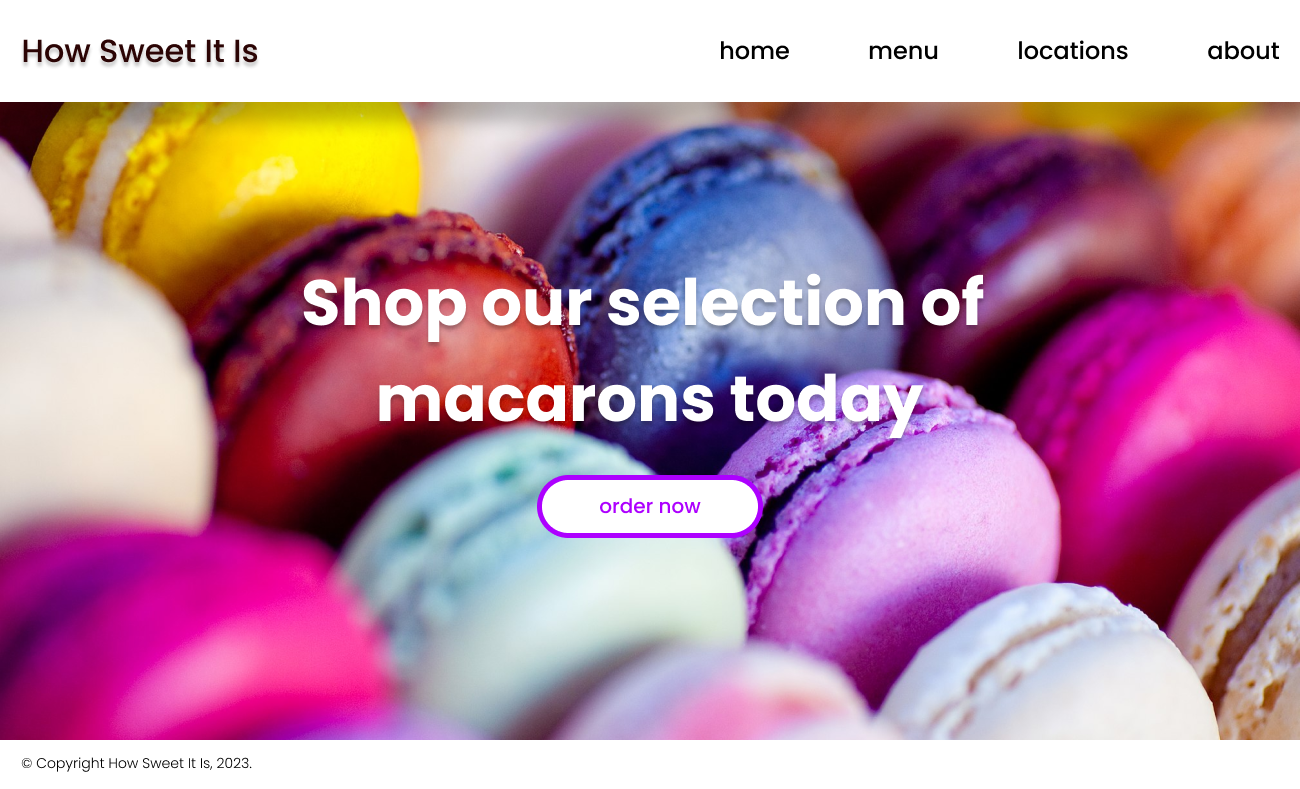 How Sweet It Is
home menu locations about
Shop our selection of
macarons today
order now
© Copyright How Sweet It Is, 2023.